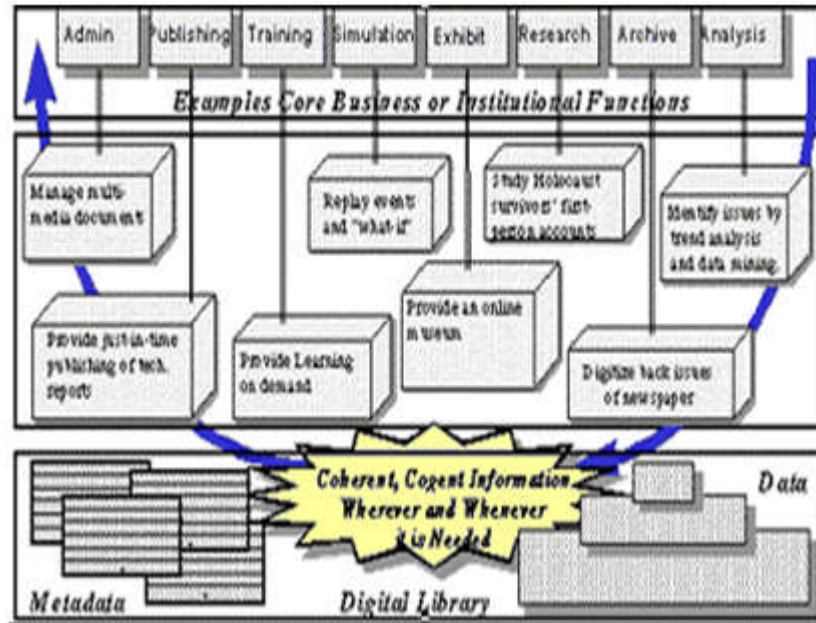 Admin Publishing Training Simulation Exhibit Research Archive Analysis
Examples Core Business or Institutional Functions
Manage multi-
media document
Replay events
and "what-if"
Study Holocaust
survivors' first-
person accounts
Identify issues by
trend analysis
and data mining.
Provide just-in-time
publishing of tech.
reports
Provide Learning
on demand
Provide an online
museum
Digitize back issues
of newspaper
Coherent, Cogent Information
Wherever and Whenever
it is Needed
Data
Metadata
Digital Library